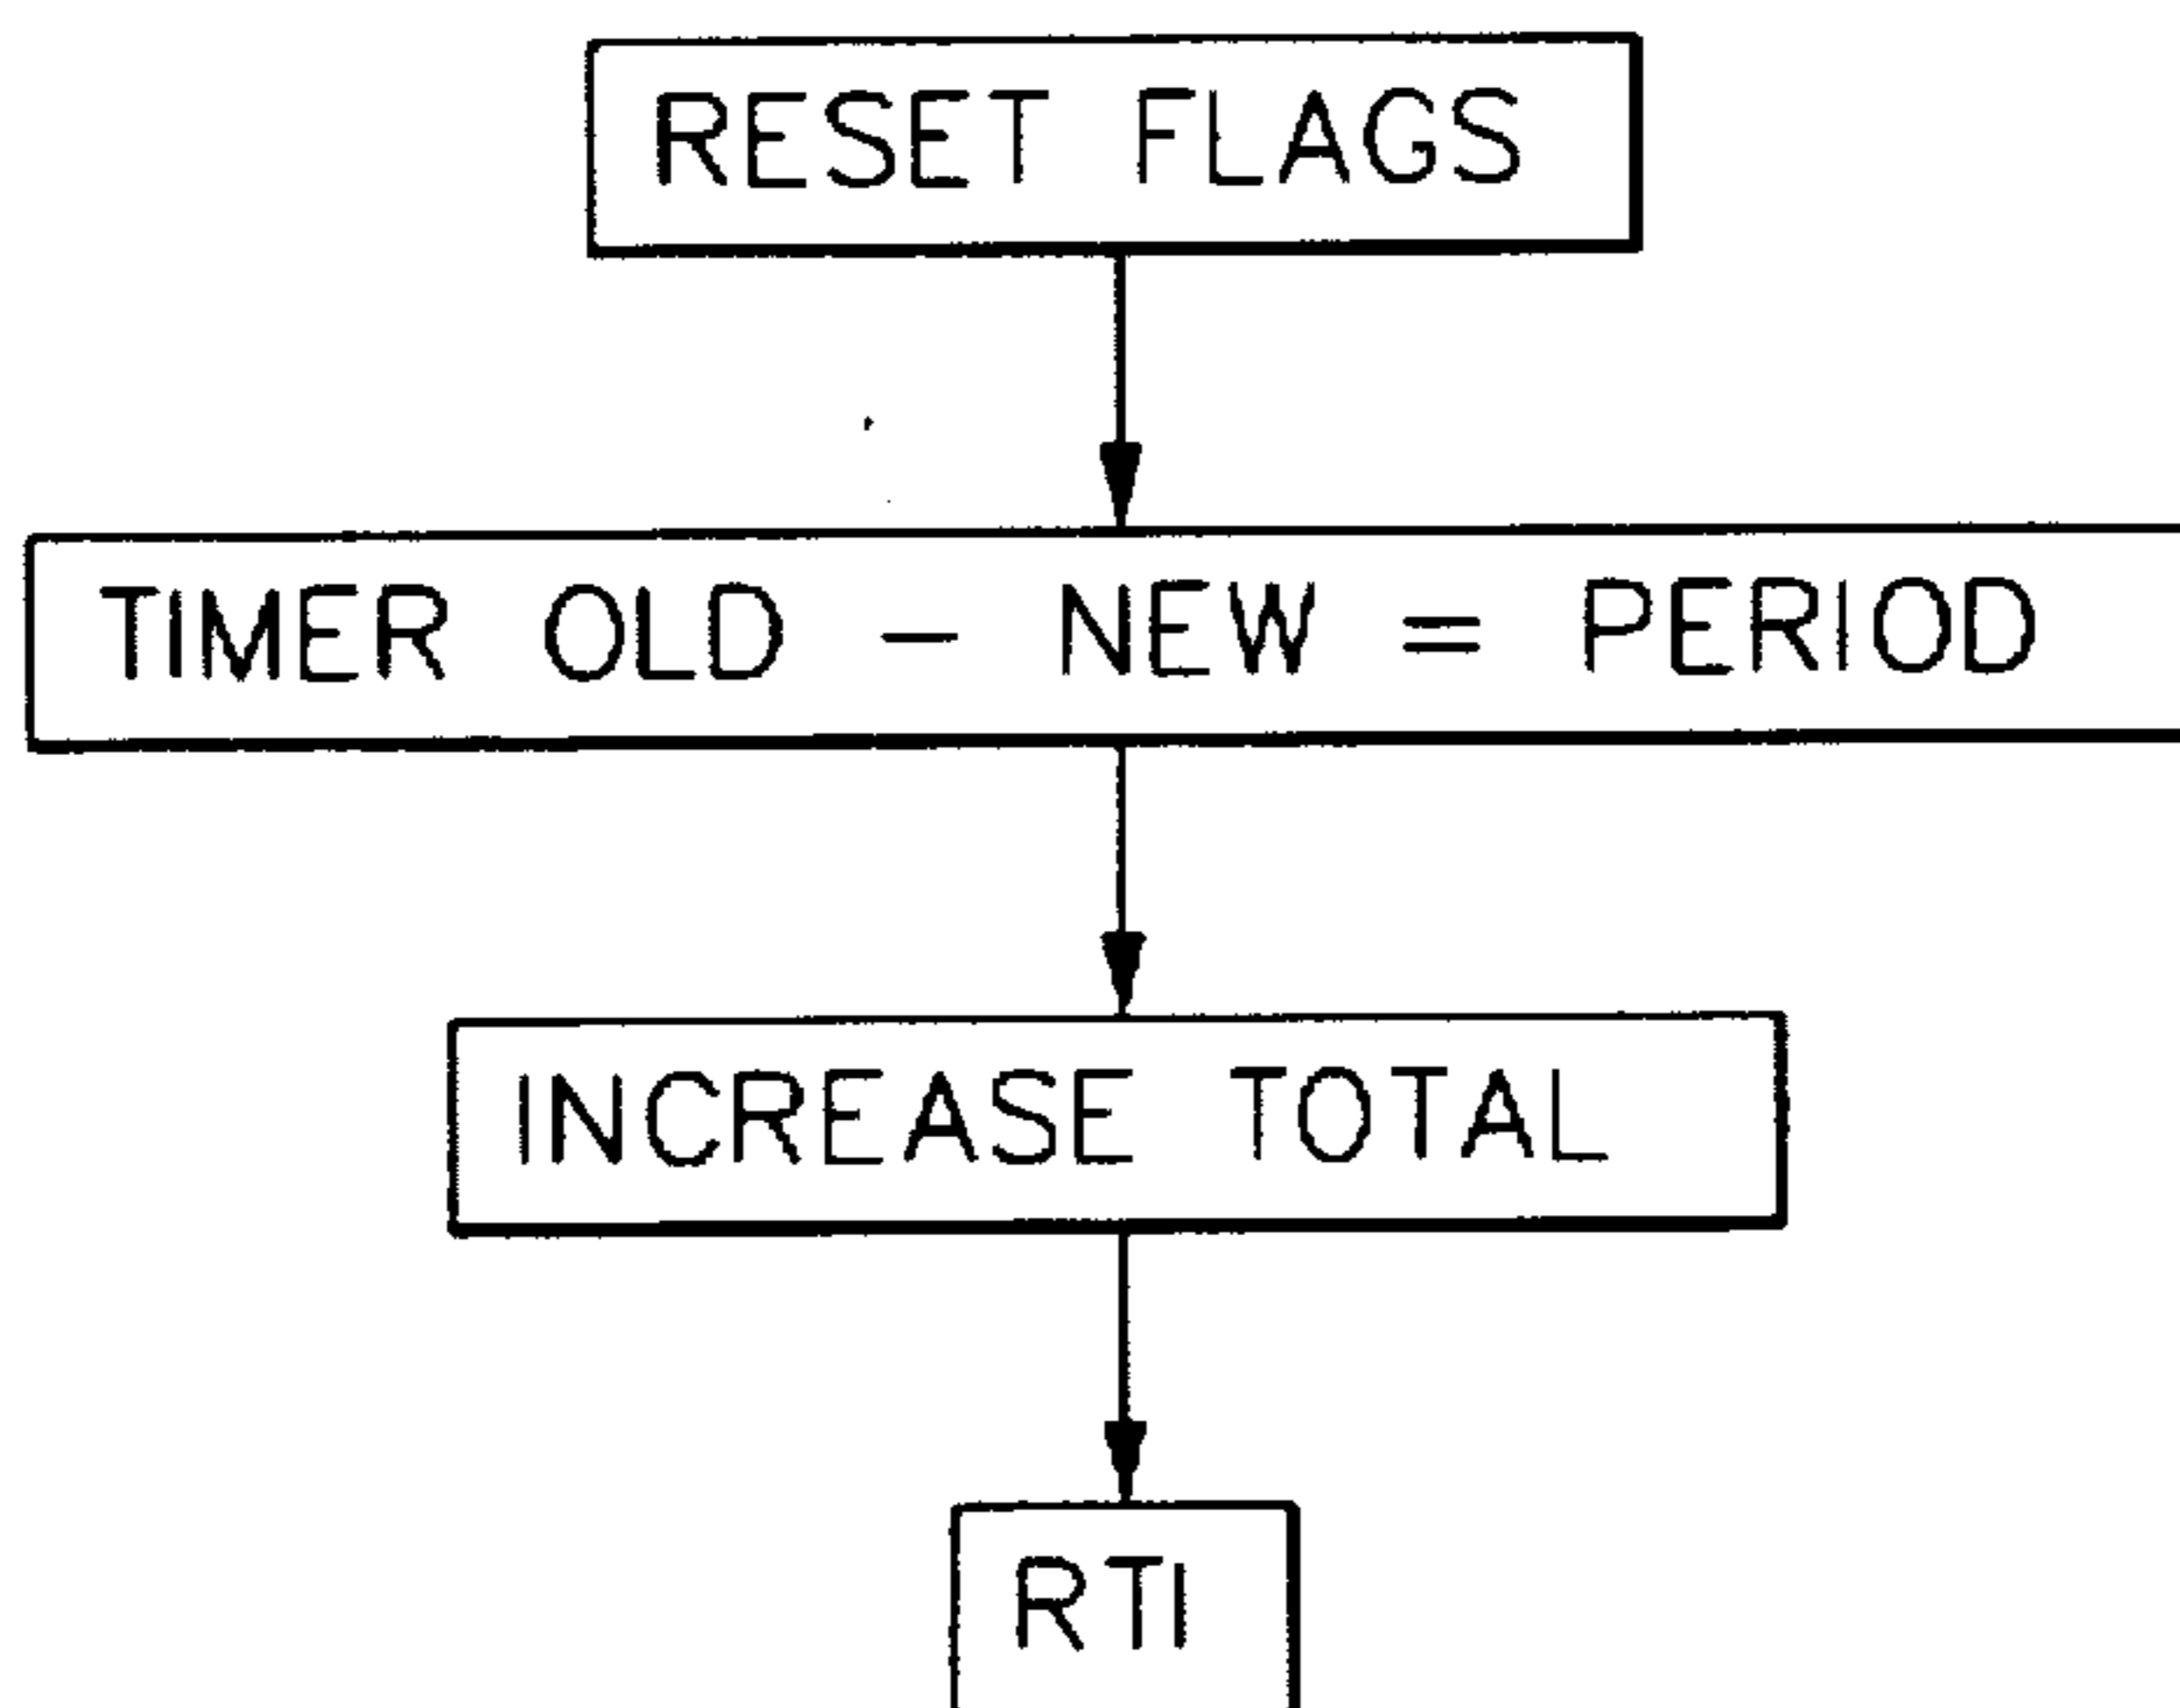 RESET FLAGS
TIMER OLD - NEW = PERIOD
INCREASE TOTAL
RTI